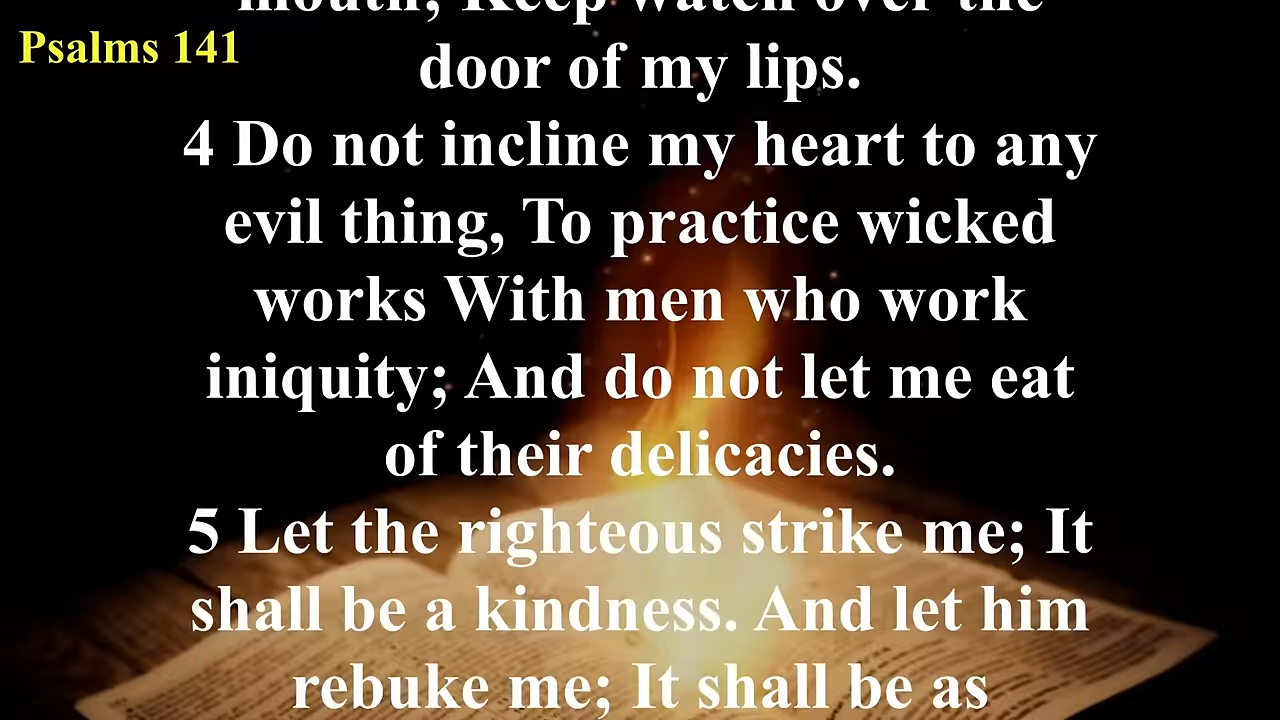 mouth; Keep watch over the
Psalms 141
door of my lips.
4 Do not incline my heart to any
evil thing, To practice wicked
works With men who work
iniquity; And do not let me eat
of their delicacies.
5 Let the righteous strike me; It
shall be a kindness. And let him
rebuke me; It shall be as